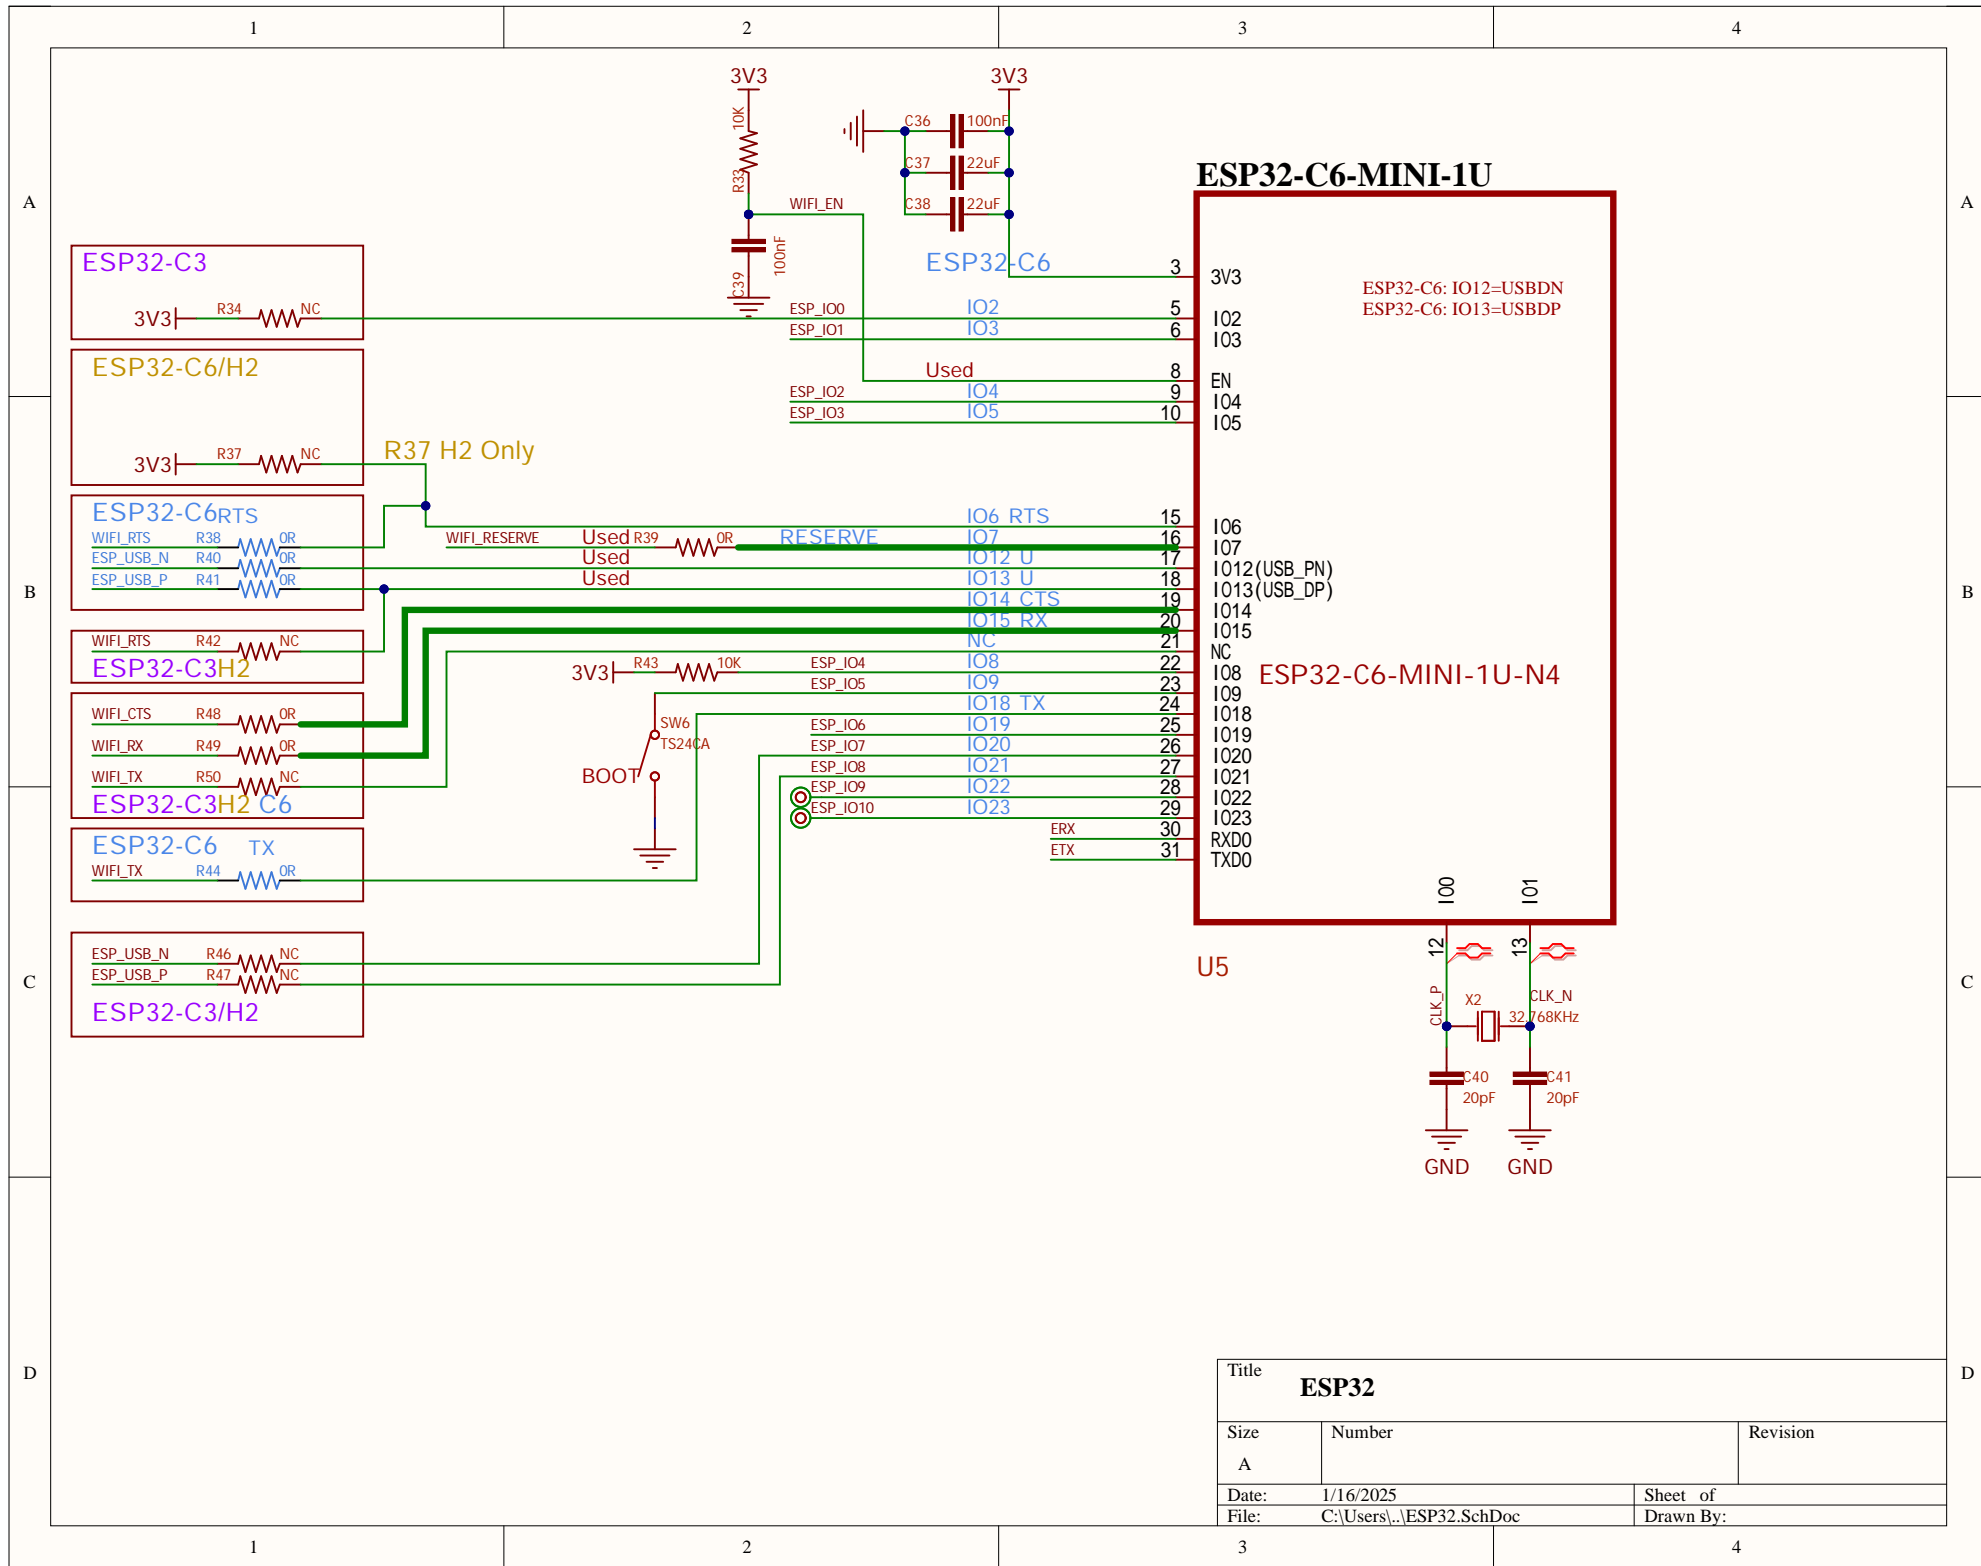 1 2 3 4
A
B
C
D
A
B
C
D
3V3
10K
R33
WIFI_EN
C39
100nF
3V3
C36 100nF
C37 22uF
C38 22uF
ESP32-C6-MINI-1U
ESP32-C6
3 3V3
ESP32-C6: IO12=USBDN
ESP32-C6: IO13=USBDP
ESP32-C3
3V3 R34 NC
ESP_IO0 IO2 5 IO2
ESP_IO1 IO3 6 IO3
ESP32-C6/H2
Used 8 EN
ESP_IO2 IO4 9 IO4
ESP_IO3 IO5 10 IO5
3V3 R37 NC
R37 H2 Only
ESP32-C6RTS
WIFI_RTS R38 0R
ESP_USB_N R40 0R
ESP_USB_P R41 0R
IO6 RTS 15 IO6
WIFI_RESERVE Used R39 0R RESERVE IO7 16 IO7
Used IO12 U 17 IO12(USB_PN)
Used IO13 U 18 IO13(USB_DP)
IO14 CTS 19 IO14
IO15 RX 20 IO15
NC 21 NC
WIFI_RTS R42 NC
ESP32-C3H2
3V3 R43 10K ESP_IO4 IO8 22 IO8
ESP32-C6-MINI-1U-N4
ESP_IO5 IO9 23 IO9
IO18 TX 24 IO18
WIFI_CTS R48 0R
WIFI_RX R49 0R
WIFI_TX R50 NC
ESP32-C3H2 C6
SW6
TS24CA
BOOT
ESP_IO6 IO19 25 IO19
ESP_IO7 IO20 26 IO20
ESP_IO8 IO21 27 IO21
ESP_IO9 IO22 28 IO22
ESP_IO10 IO23 29 IO23
ERX 30 RXD0
ETX 31 TXD0
ESP32-C6 TX
WIFI_TX R44 0R
IO0 IO1
12 13
U5
ESP_USB_N R46 NC
ESP_USB_P R47 NC
ESP32-C3/H2
CLK_P X2 CLK_N
32.768KHz
C40 C41
20pF 20pF
GND GND
Title
ESP32
Size Number Revision
A
Date: 1/16/2025 Sheet of
File: C:\Users\..\ESP32.SchDoc Drawn By:
1 2 3 4